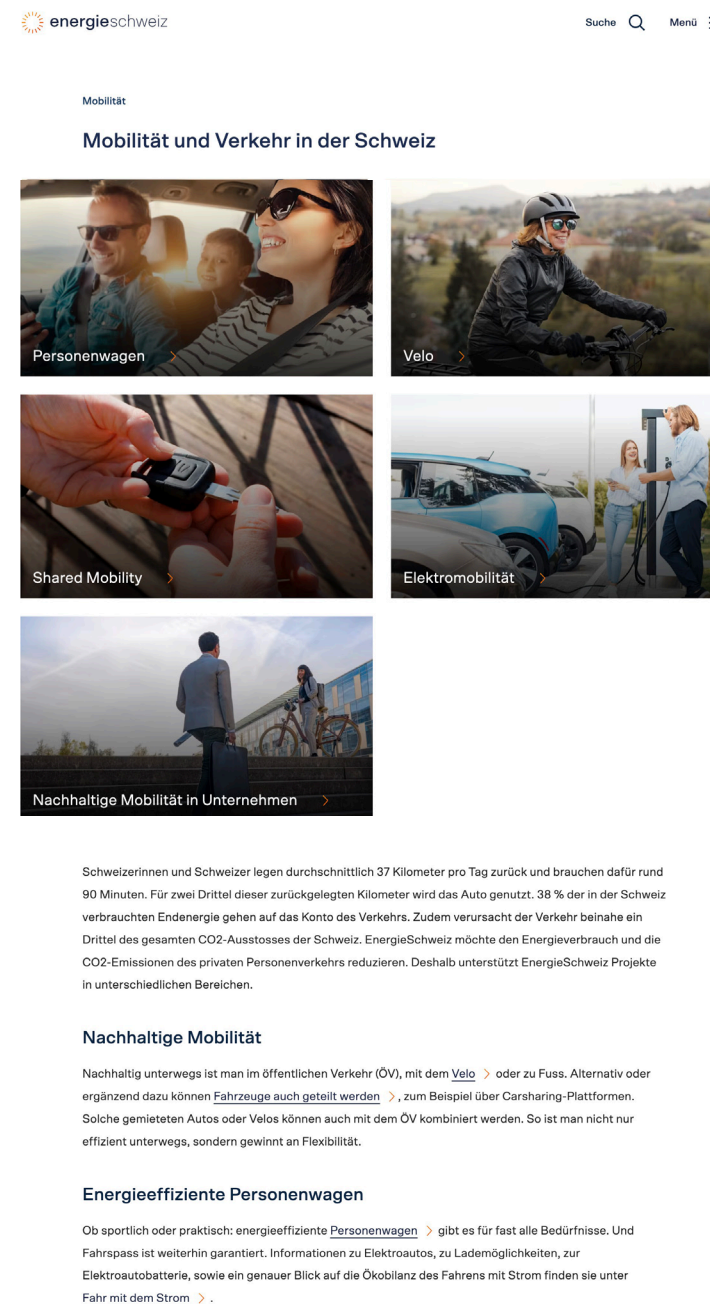 energieschweiz
Suche
Menü
Mobilität
Mobilität und Verkehr in der Schweiz
Personenwagen
Velo
Shared Mobility
Elektromobilität
Nachhaltige Mobilität in Unternehmen
Schweizerinnen und Schweizer legen durchschnittlich 37 Kilometer pro Tag zurück und brauchen dafür rund
90 Minuten. Für zwei Drittel dieser zurückgelegten Kilometer wird das Auto genutzt. 38 % der in der Schweiz
verbrauchten Endenergie gehen auf das Konto des Verkehrs. Zudem verursacht der Verkehr beinahe ein
Drittel des gesamten CO2-Ausstosses der Schweiz. EnergieSchweiz möchte den Energieverbrauch und die
CO2-Emissionen des privaten Personenverkehrs reduzieren. Deshalb unterstützt EnergieSchweiz Projekte
in unterschiedlichen Bereichen.
Nachhaltige Mobilität
Nachhaltig unterwegs ist man im öffentlichen Verkehr (ÖV), mit dem Velo oder zu Fuss. Alternativ oder
ergänzend dazu können Fahrzeuge auch geteilt werden , zum Beispiel über Carsharing-Plattformen.
Solche gemieteten Autos oder Velos können auch mit dem ÖV kombiniert werden. So ist man nicht nur
effizient unterwegs, sondern gewinnt an Flexibilität.
Energieeffiziente Personenwagen
Ob sportlich oder praktisch: energieeffiziente Personenwagen gibt es für fast alle Bedürfnisse. Und
Fahrspass ist weiterhin garantiert. Informationen zu Elektroautos, zu Lademöglichkeiten, zur
Elektroautobatterie, sowie ein genauer Blick auf die Ökobilanz des Fahrens mit Strom finden sie unter
Fahr mit dem Strom .